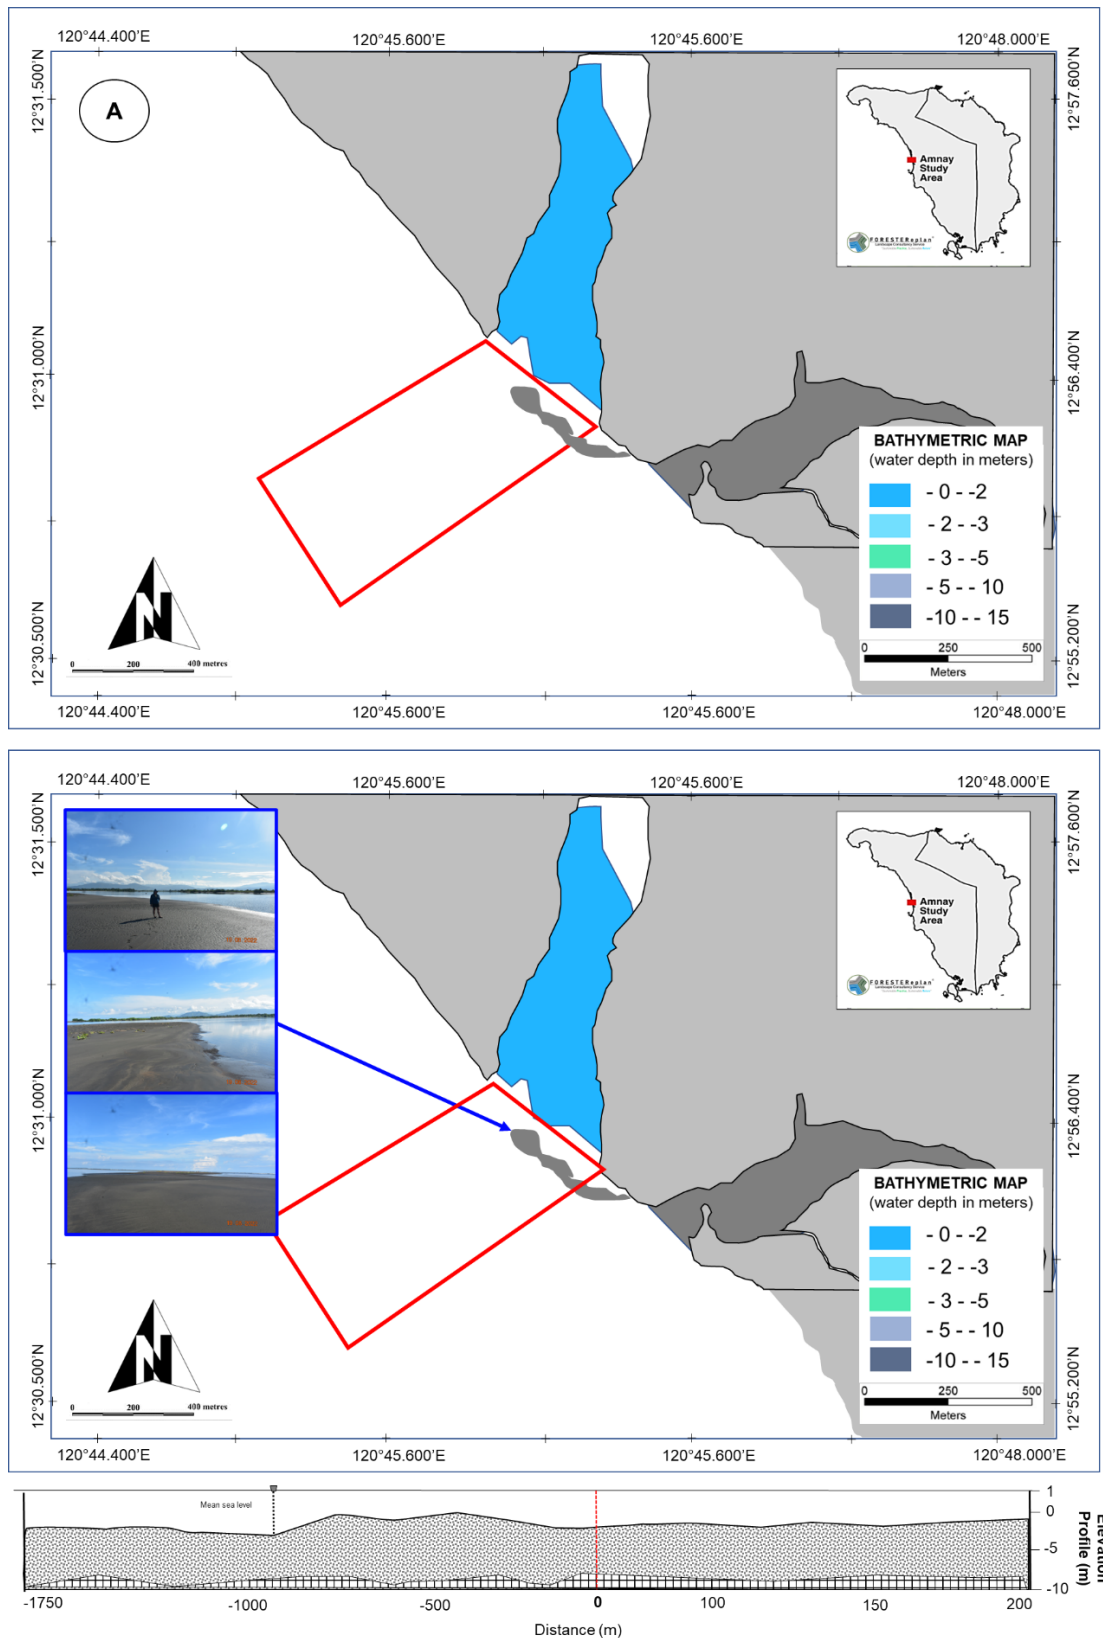 120°44.400'E 120°45.600'E 120°45.600'E 120°48.000'E
12°31.500'N
12°57.600'N
A
Amnay
Study
Area
FORESTEReplan
Landscape Consultancy Service
12°31.000'N
12°56.400'N
BATHYMETRIC MAP
(water depth in meters)
- 0 - -2
- 2 - -3
- 3 - -5
- 5 - - 10
-10 - - 15
0 250 500
Meters
N
0 200 400 metres
12°30.500'N
12°55.200'N
120°44.400'E 120°45.600'E 120°45.600'E 120°48.000'E
120°44.400'E 120°45.600'E 120°45.600'E 120°48.000'E
12°31.500'N
12°57.600'N
Amnay
Study
Area
FORESTEReplan
Landscape Consultancy Service
12°31.000'N
12°56.400'N
BATHYMETRIC MAP
(water depth in meters)
- 0 - -2
- 2 - -3
- 3 - -5
- 5 - - 10
-10 - - 15
0 250 500
Meters
N
0 200 400 metres
12°30.500'N
12°55.200'N
120°44.400'E 120°45.600'E 120°45.600'E 120°48.000'E
Mean sea level
1
0
-5
-10
Elevation
Profile (m)
-1750 -1000 -500 0 100 150 200
Distance (m)